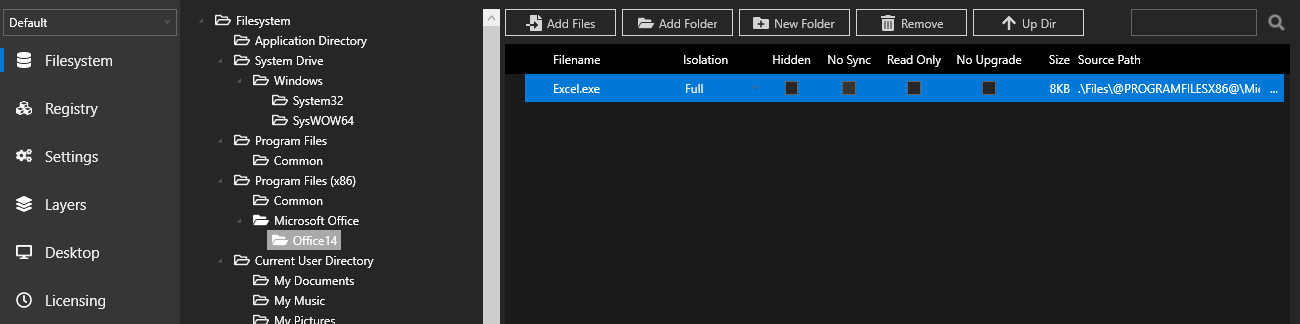 Default
Filesystem
Registry
Settings
Layers
Desktop
Licensing
Filesystem
Application Directory
System Drive
Windows
System32
SysWOW64
Program Files
Common
Program Files (x86)
Common
Microsoft Office
Office14
Current User Directory
My Documents
My Music
My Pictures
Add Files Add Folder New Folder Remove Up Dir
Filename Isolation Hidden No Sync Read Only No Upgrade Size Source Path
Excel.exe Full 8KB .\Files\@PROGRAMFILESX86@\Mic ...